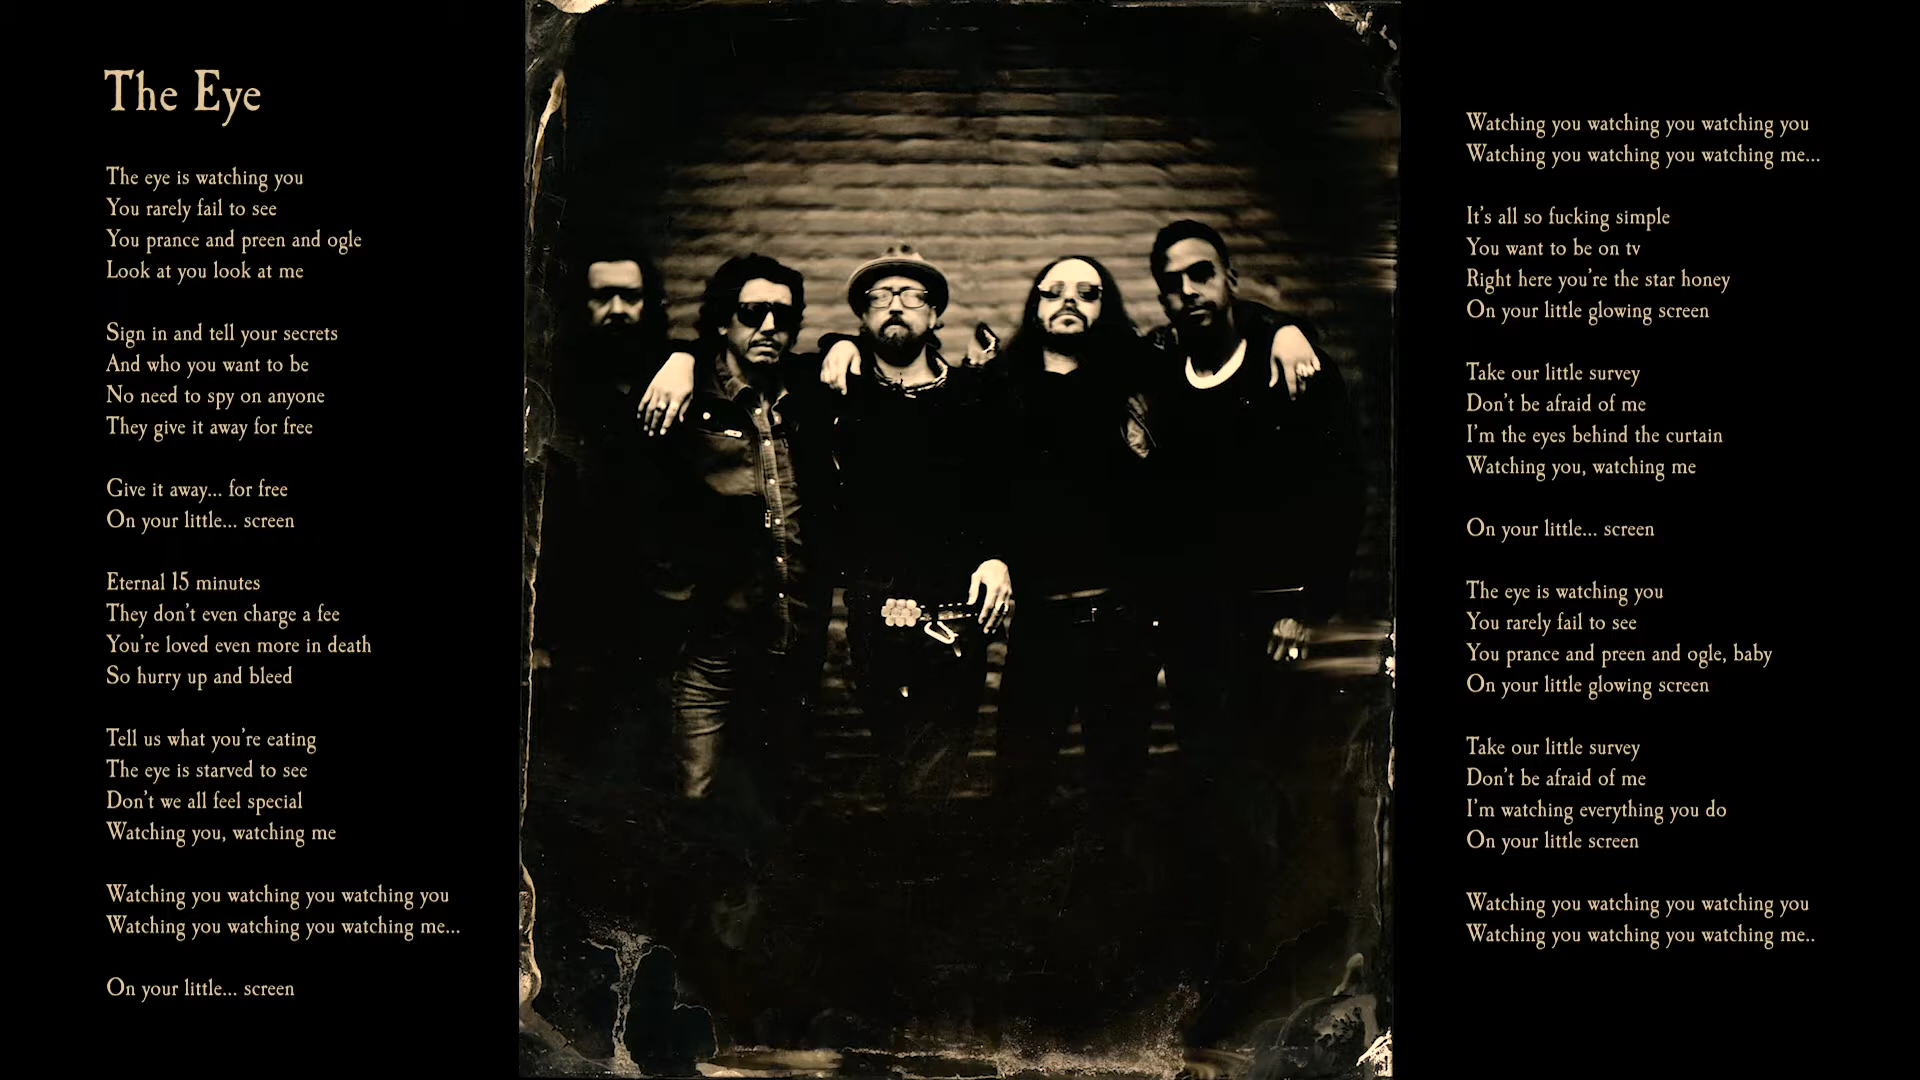 The Eye
The eye is watching you
You rarely fail to see
You prance and preen and ogle
Look at you look at me
Sign in and tell your secrets
And who you want to be
No need to spy on anyone
They give it away for free
Give it away... for free
On your little... screen
Eternal 15 minutes
They don't even charge a fee
You're loved even more in death
So hurry up and bleed
Tell us what you're eating
The eye is starved to see
Don't we all feel special
Watching you, watching me
Watching you watching you watching you
Watching you watching you watching me...
On your little... screen
Watching you watching you watching you
Watching you watching you watching me...
It's all so fucking simple
You want to be on tv
Right here you're the star honey
On your little glowing screen
Take our little survey
Don't be afraid of me
I'm the eyes behind the curtain
Watching you, watching me
On your little... screen
The eye is watching you
You rarely fail to see
You prance and preen and ogle, baby
On your little glowing screen
Take our little survey
Don't be afraid of me
I'm watching everything you do
On your little screen
Watching you watching you watching you
Watching you watching you watching me..